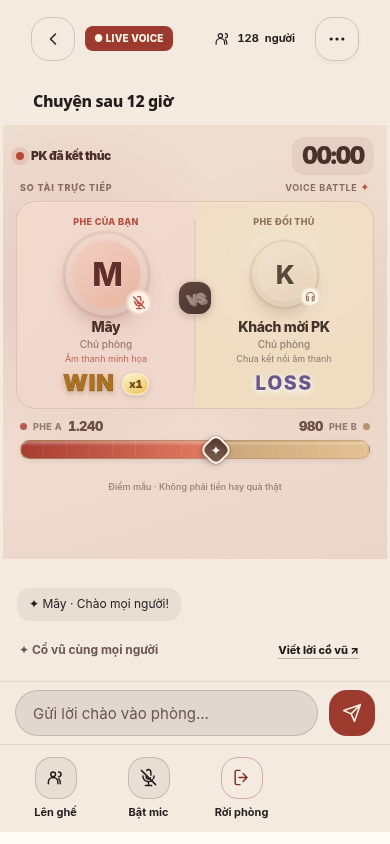 LIVE VOICE
128 người
Chuyện sau 12 giờ
PK đã kết thúc
00:00
SO TÀI TRỰC TIẾP
VOICE BATTLE ✦
PHE CỦA BẠN
PHE ĐỐI THỦ
M
K
VS
Mây
Khách mời PK
Chủ phòng
Chủ phòng
Âm thanh minh họa
Chưa kết nối âm thanh
WIN x1
LOSS
PHE A 1.240
980 PHE B
✦
Điểm mẫu · Không phải tiền hay quà thật
✦ Mây · Chào mọi người!
✦ Cổ vũ cùng mọi người
Viết lời cổ vũ ↗
Gửi lời chào vào phòng...
Lên ghế
Bật mic
Rời phòng